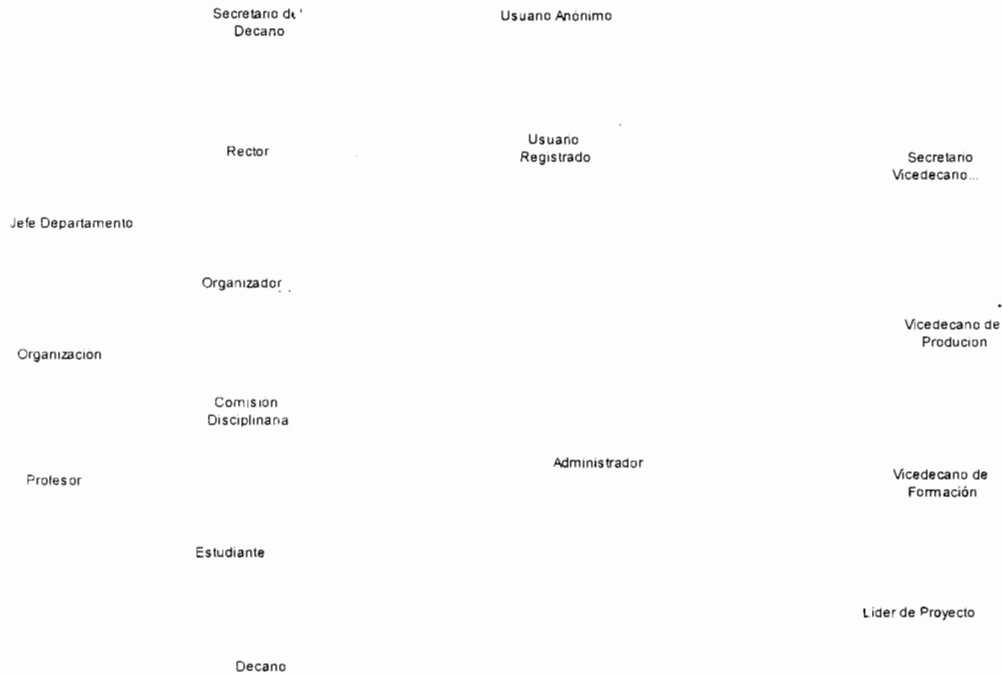 Secretario de
Decano
Usuario Anónimo
Rector
Usuario
Registrado
Secretario
Vicedecano...
Jefe Departamento
Organizador
Vicedecano de
Producion
Organización
Comisión
Disciplinaria
Administrador
Vicedecano de
Formación
Profesor
Estudiante
Líder de Proyecto
Decano